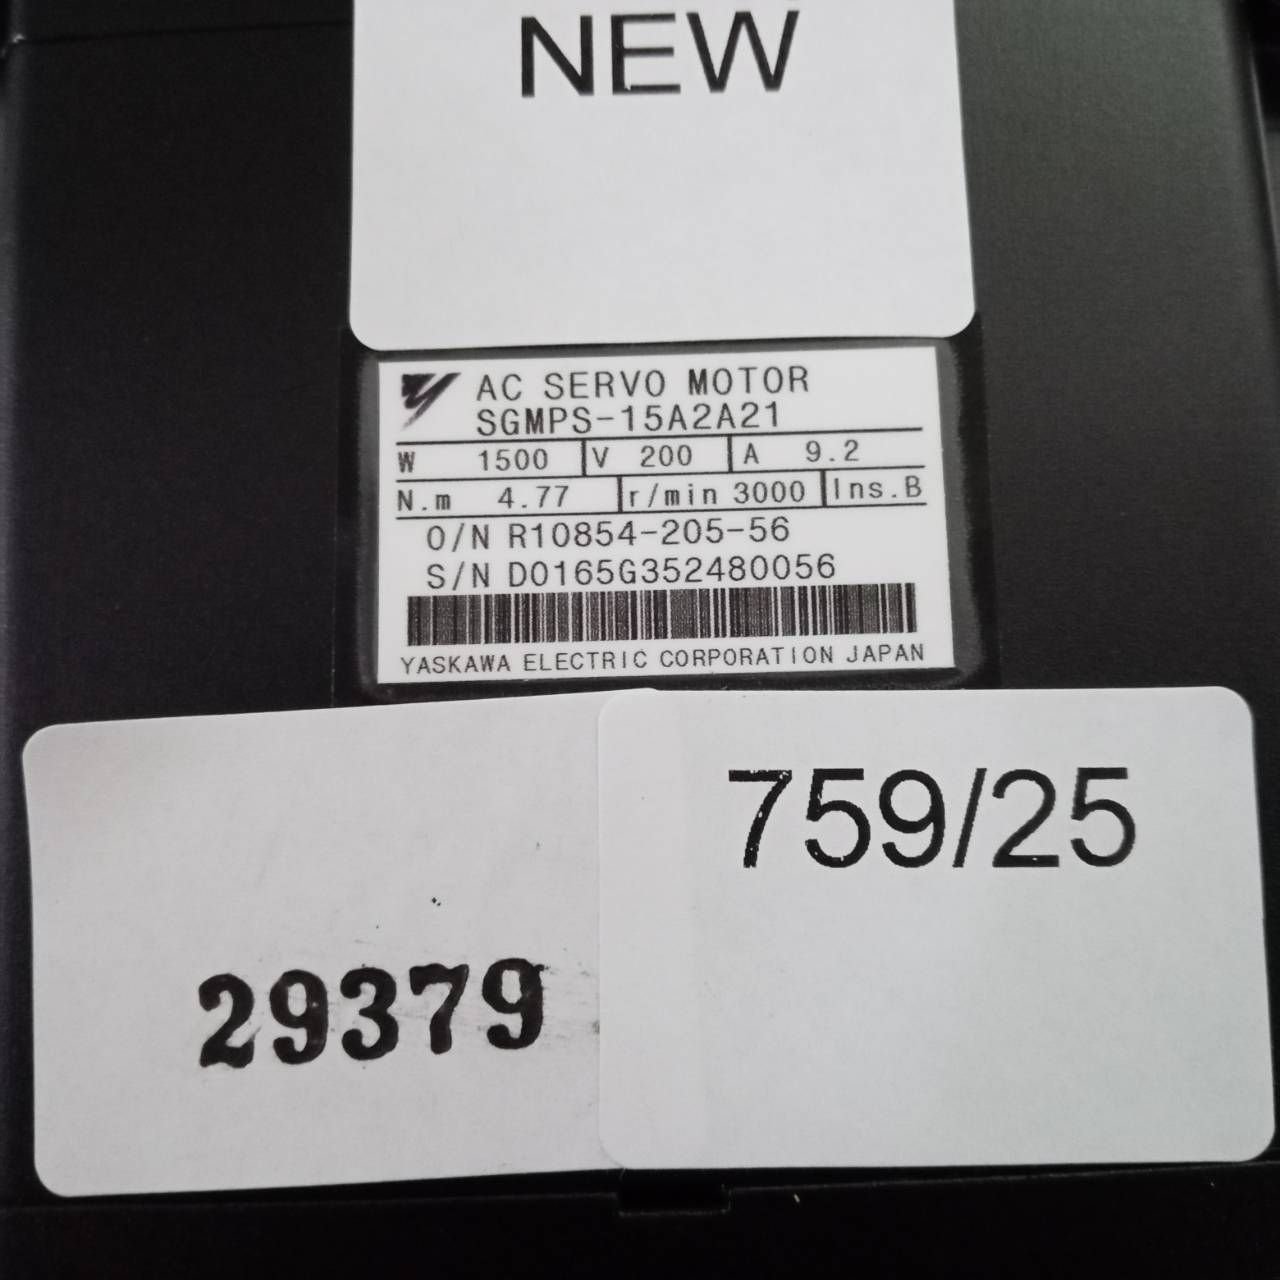 NEW
AC SERVO MOTOR
SGMPS-15A2A21
W 1500 V 200 A 9.2
N.m 4.77 r/min 3000 Ins.B
O/N R10854-205-56
S/N D0165G352480056
YASKAWA ELECTRIC CORPORATION JAPAN
759/25
29379